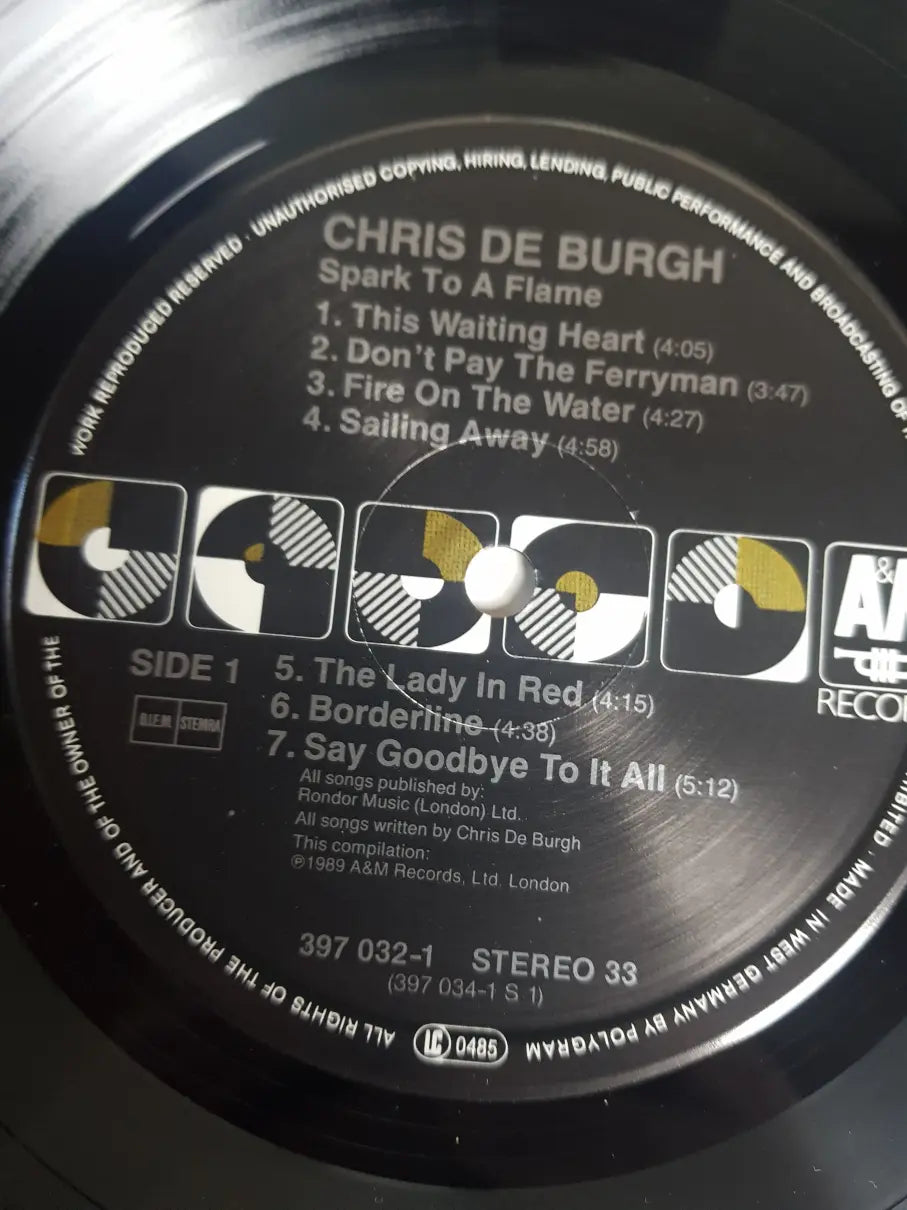 WORK REPRODUCED RESERVED · UNAUTHORISED COPYING, HIRING, LENDING, PUBLIC PERFORMANCE AND BROADCASTING OF
CHRIS DE BURGH
Spark To A Flame
1. This Waiting Heart (4:05)
2. Don't Pay The Ferryman (3:47)
3. Fire On The Water (4:27)
4. Sailing Away (4:58)
A&M
RECO
SIDE 1
B.I.E.M. STEMRA
5. The Lady In Red (4:15)
6. Borderline (4:38)
7. Say Goodbye To It All (5:12)
All songs published by:
Rondor Music (London) Ltd.
All songs written by Chris De Burgh
This compilation:
℗1989 A&M Records, Ltd. London
397 032-1 STEREO 33
(397 034-1 S 1)
ALL RIGHTS OF THE PRODUCER AND OF THE OWNER OF THE
LC 0485
IBITED · MADE IN WEST GERMANY BY POLYGRAM